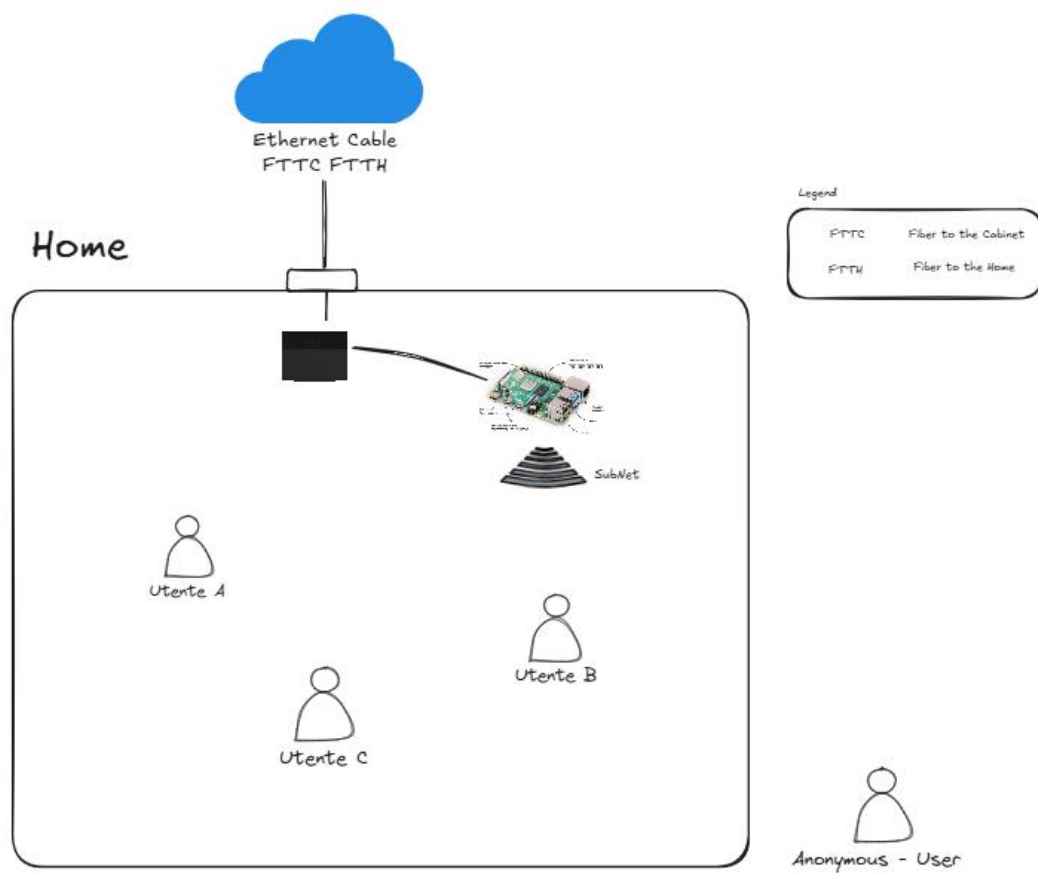 Ethernet Cable
FTTC FTTH
Legend
FTTC Fiber to the Cabinet
FTTH Fiber to the Home
Home
SubNet
Utente A
Utente B
Utente C
Anonymous - User